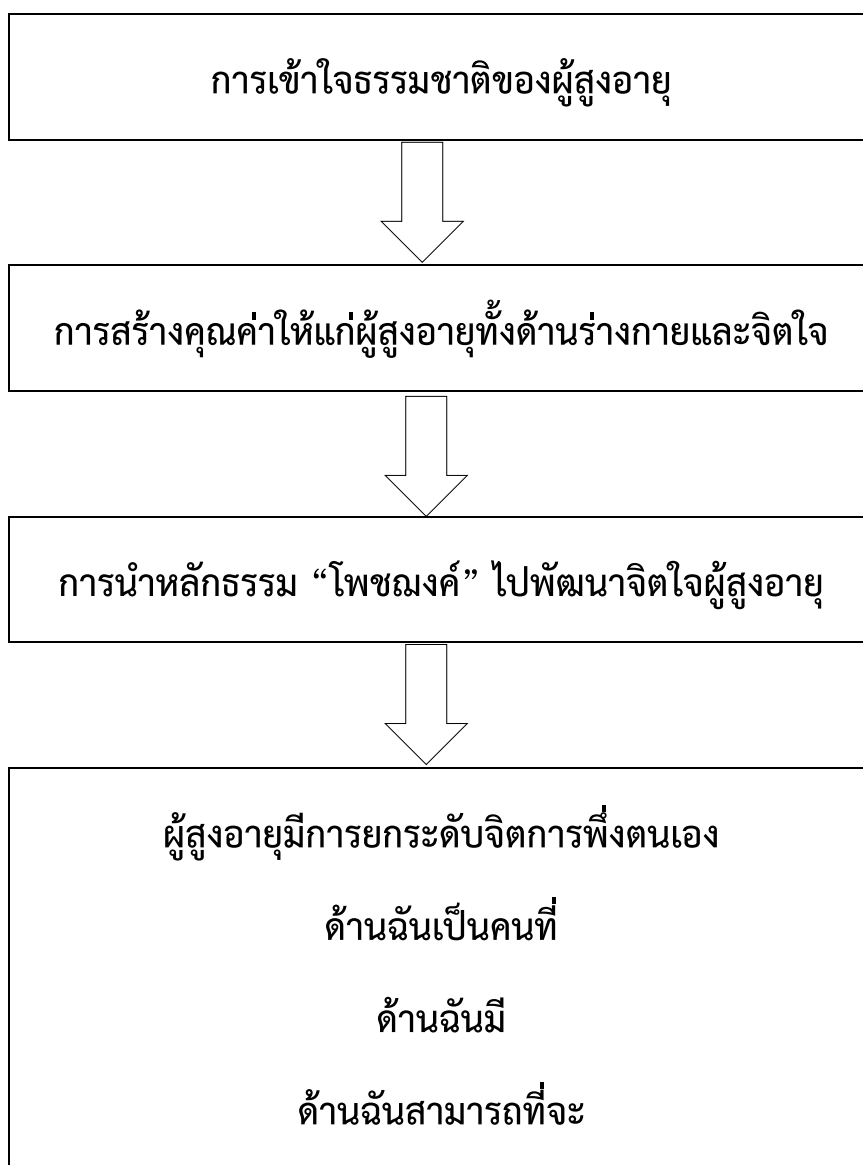 การเข้าใจธรรมชาติของผู้สูงอายุ
การสร้างคุณค่าให้แก่ผู้สูงอายุทั้งด้านร่างกายและจิตใจ
การนำหลักธรรม “โพชฌงค์” ไปพัฒนาจิตใจผู้สูงอายุ
ผู้สูงอายุมีการยกระดับจิตการพึ่งตนเอง
ด้านฉันเป็นคนที่
ด้านฉันมี
ด้านฉันสามารถที่จะ